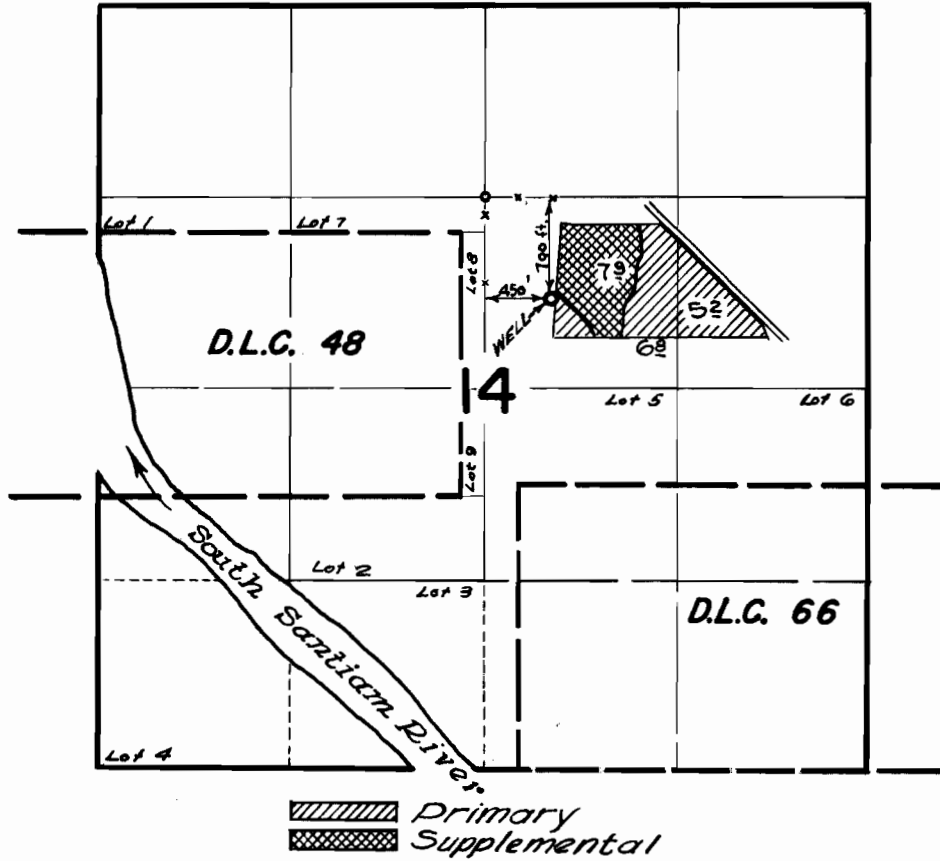 Lot 1
Lot 7
Lot 8
700 ft.
450'
WELL
7 9
5 2
6 8
D.L.C. 48
14
Lot 5
Lot 6
Lot 9
South Santiam River
Lot 2
Lot 3
D.L.C. 66
Lot 4
Primary
Supplemental